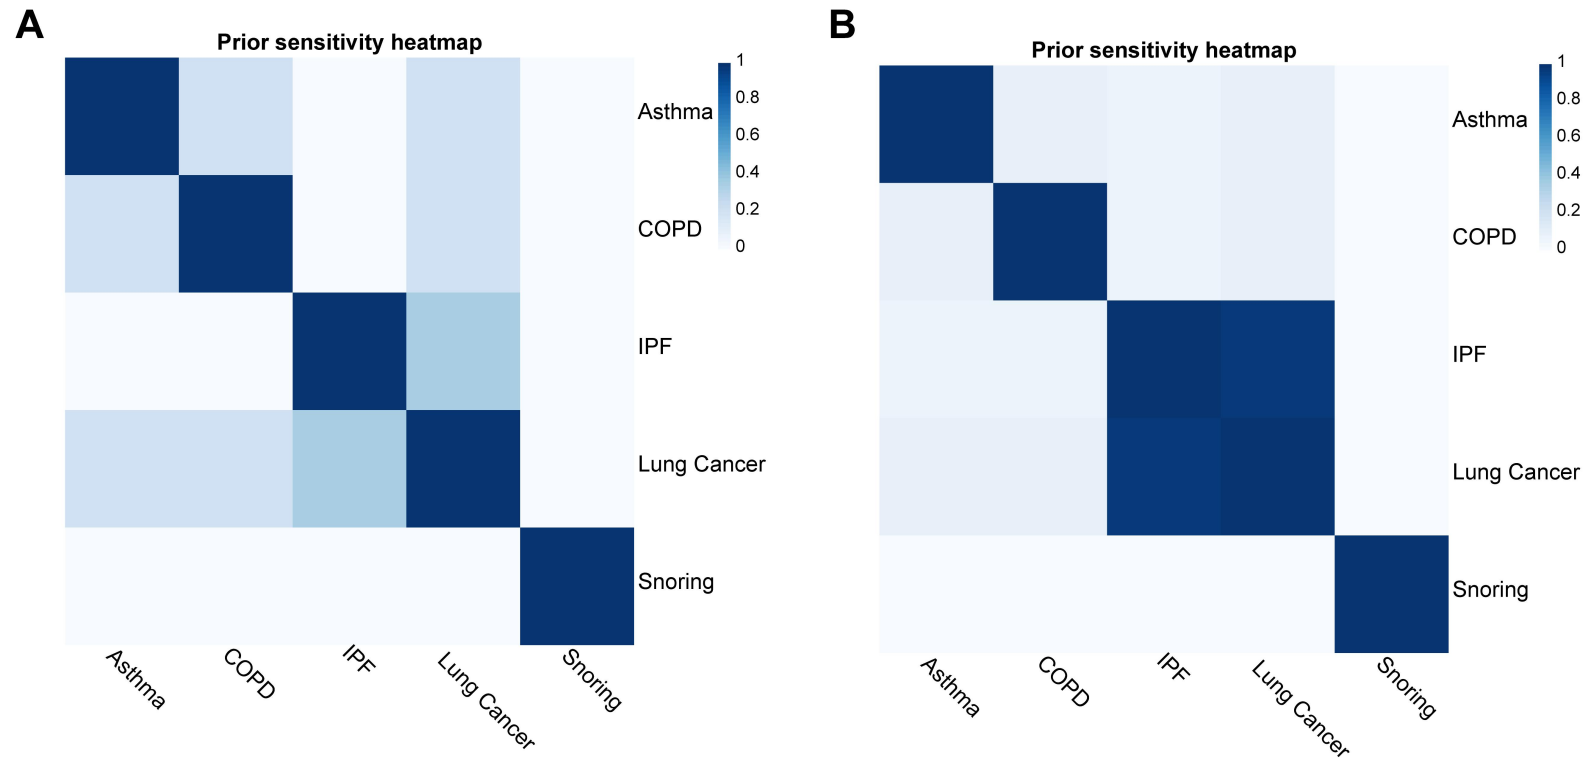 A
Prior sensitivity heatmap
1
0.8
0.6
0.4
0.2
0
Asthma
COPD
IPF
Lung Cancer
Snoring
Asthma
COPD
IPF
Lung Cancer
Snoring
B
Prior sensitivity heatmap
1
0.8
0.6
0.4
0.2
0
Asthma
COPD
IPF
Lung Cancer
Snoring
Asthma
COPD
IPF
Lung Cancer
Snoring